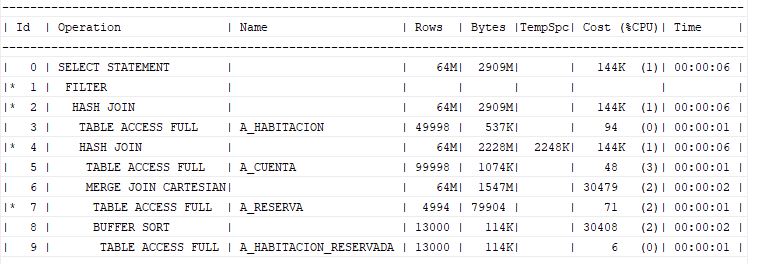 ---------------------------------------------------------------------------------------------------
| Id  | Operation              | Name                   | Rows  | Bytes |TempSpc| Cost (%CPU)| Time     |
---------------------------------------------------------------------------------------------------
|   0 | SELECT STATEMENT       |                        |    64M|  2909M|       |   144K  (1)| 00:00:06 |
|*  1 |  FILTER                |                        |       |       |       |            |          |
|*  2 |   HASH JOIN            |                        |    64M|  2909M|       |   144K  (1)| 00:00:06 |
|   3 |    TABLE ACCESS FULL   | A_HABITACION           | 49998 |   537K|       |    94   (0)| 00:00:01 |
|*  4 |    HASH JOIN           |                        |    64M|  2228M|  2248K|   144K  (1)| 00:00:06 |
|   5 |     TABLE ACCESS FULL  | A_CUENTA               | 99998 |  1074K|       |    48   (3)| 00:00:01 |
|   6 |     MERGE JOIN CARTESIAN|                        |    64M|  1547M|       | 30479   (2)| 00:00:02 |
|*  7 |      TABLE ACCESS FULL | A_RESERVA              |  4994 | 79904 |       |    71   (2)| 00:00:01 |
|   8 |      BUFFER SORT       |                        | 13000 |   114K|       | 30408   (2)| 00:00:02 |
|   9 |       TABLE ACCESS FULL | A_HABITACION_RESERVADA | 13000 |   114K|       |     6   (0)| 00:00:01 |